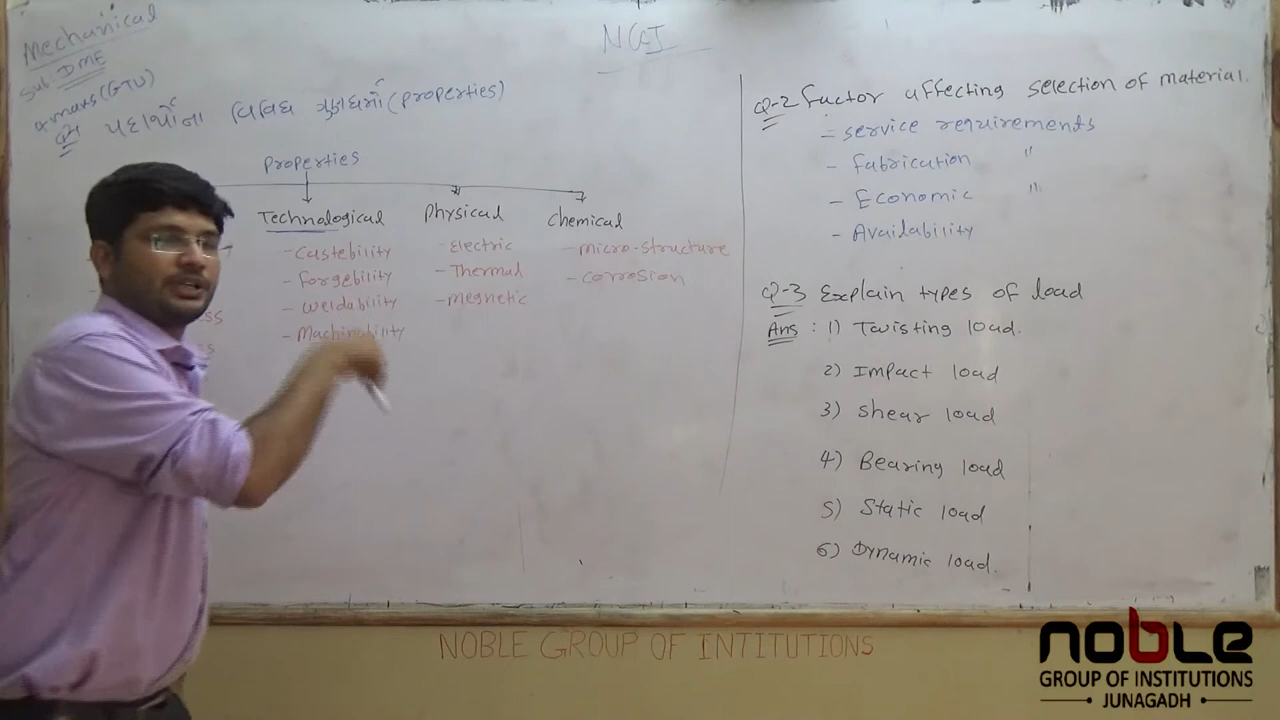 Mechanical
Sub: DME
NGI
4 mars (GTU)
પદાર્થોના વિવિધ ગુણધર્મો (properties)
properties
Technological
- Castebility
- Forgebility
- Weldability
- Machinability
physical
- Electric
- Thermal
- Megnetic
chemical
- micro-structure
- corrosion
ss
s
Q-2 Factor affecting selection of material.
= service requirements
- Fabrication "
- Economic "
- Availability
Q-3 Explain types of load
Ans : 1) Twisting load.
2) Impact load
3) Shear load
4) Bearing load
5) Static load
6) Dynamic load.
NOBLE GROUP OF INTITUTIONS
noble
GROUP OF INSTITUTIONS
JUNAGADH